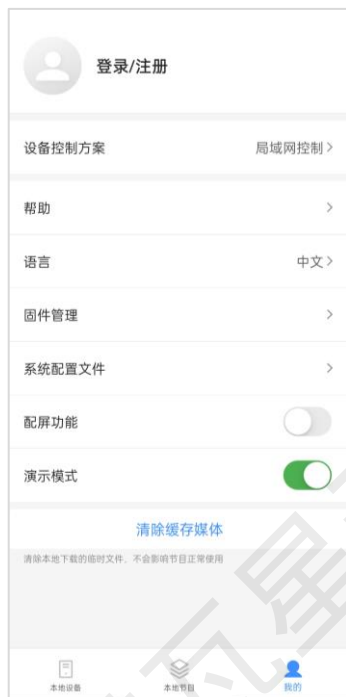 登录/注册
设备控制方案 局域网控制>
帮助 >
语言 中文>
固件管理 >
系统配置文件 >
配屏功能
演示模式
清除缓存媒体
清除本地下载的临时文件，不会影响节目正常使用
本地设备 本地节目 我的